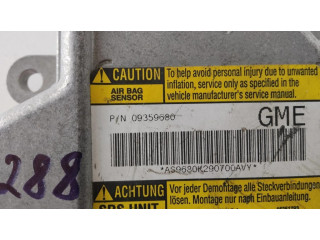 CAUTION
AIR BAG
SENSOR
To help avoid personal injury due to unwanted
inflation, service only as specified in the
vehicle manufacturer's service manual.
P/N 09359680
GME
*AS9680K290700AVY*
288
ACHTUNG
SRS UNIT
Vor jeder Demontage alle Steckverbindungen
lösen! Montage nur nach Einbauanleitung.